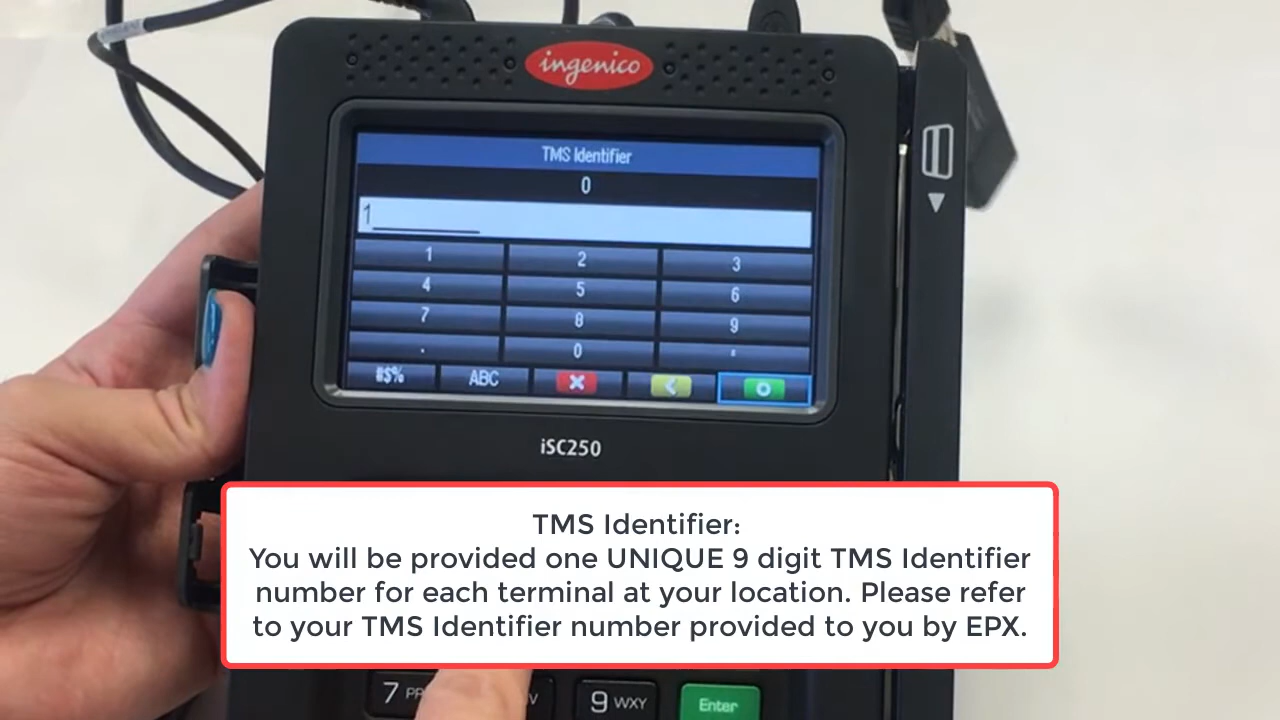 ingenico
TMS Identifier
0
1
1 2 3
4 5 6
7 8 9
. 0
#$% ABC
iSC250
TMS Identifier:
You will be provided one UNIQUE 9 digit TMS Identifier
number for each terminal at your location. Please refer
to your TMS Identifier number provided to you by EPX.
7 9 WXY Enter